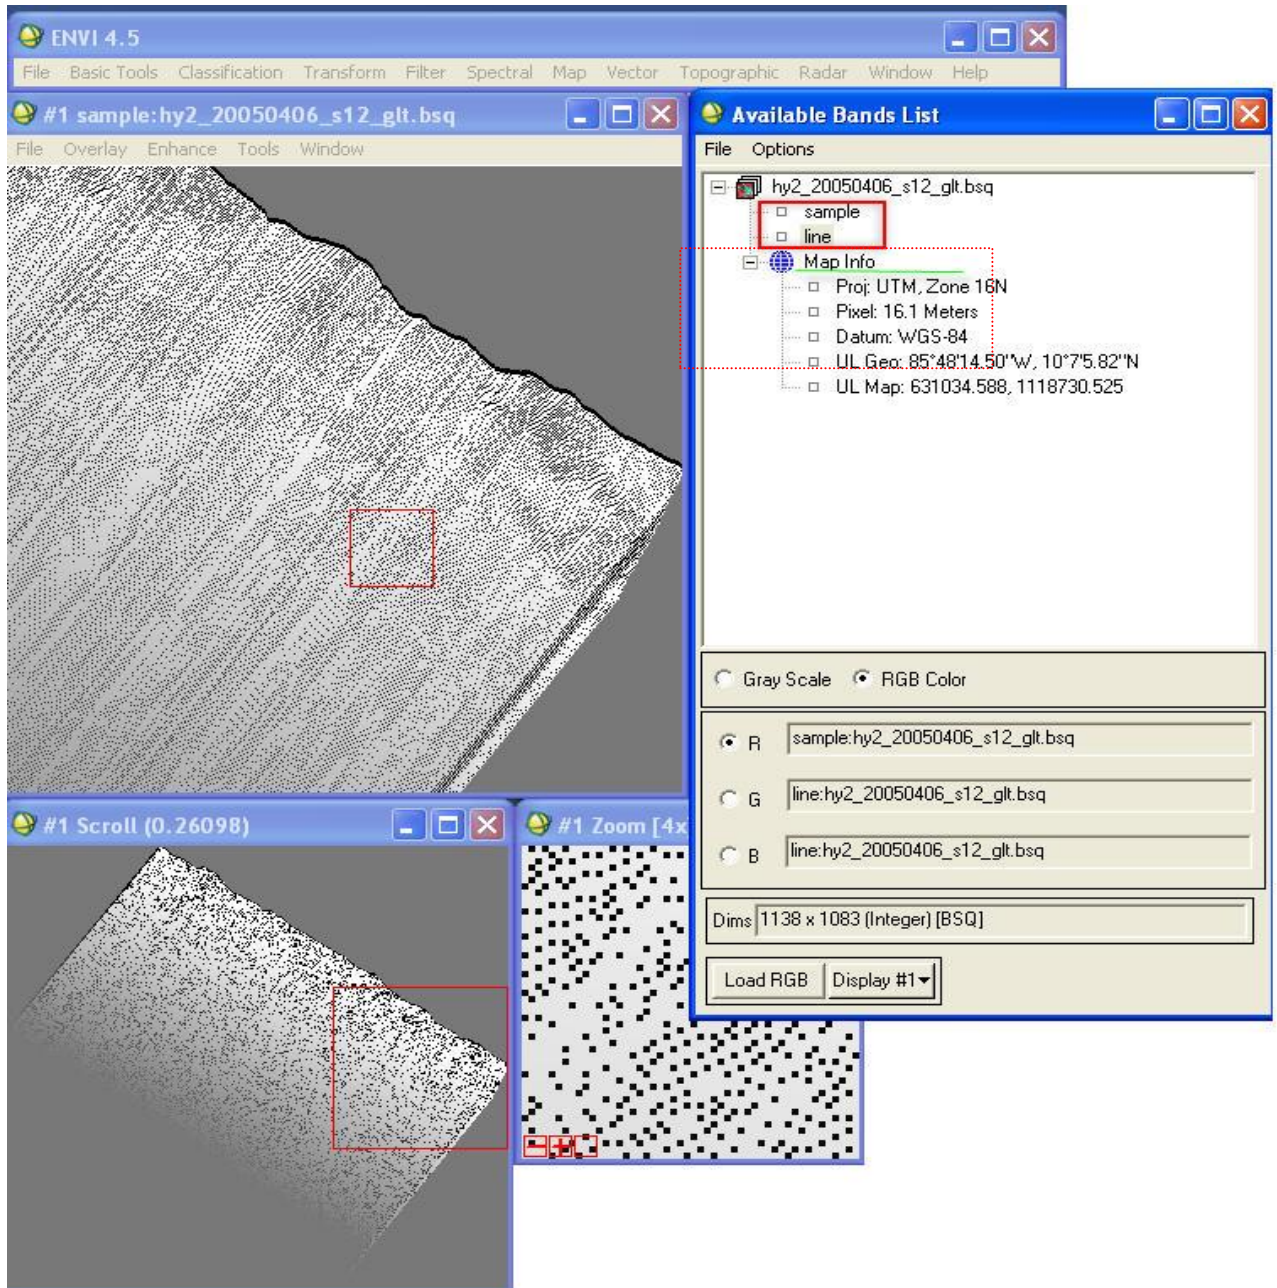 ENVI 4.5
File Basic Tools Classification Transform Filter Spectral Map Vector Topographic Radar Window Help
#1 sample:hy2_20050406_s12_glt.bsq
File Overlay Enhance Tools Window
Available Bands List
File Options
hy2_20050406_s12_glt.bsq
sample
line
Map Info
Proj: UTM, Zone 16N
Pixel: 16.1 Meters
Datum: WGS-84
UL Geo: 85°48'14.50"W, 10°7'5.82"N
UL Map: 631034.588, 1118730.525
Gray Scale RGB Color
R sample:hy2_20050406_s12_glt.bsq
G line:hy2_20050406_s12_glt.bsq
B line:hy2_20050406_s12_glt.bsq
Dims 1138 x 1083 (Integer) [BSQ]
Load RGB Display #1
#1 Scroll (0.26098)
#1 Zoom [4x